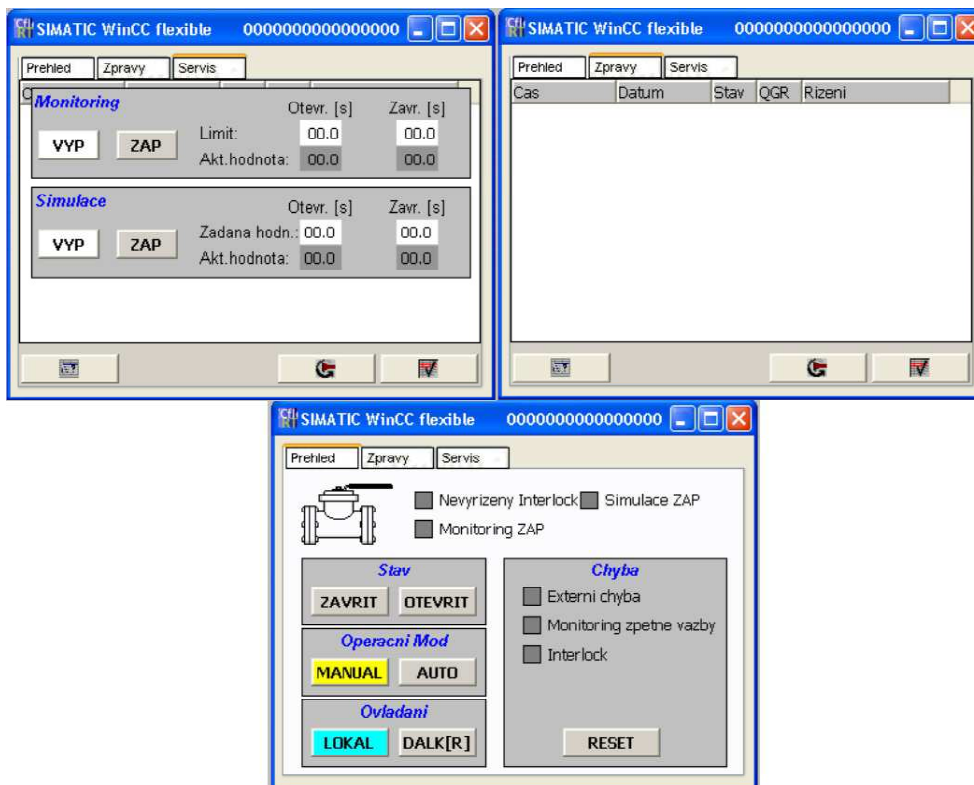 SIMATIC WinCC flexible 0000000000000000
Prehled Zpravy Servis
Monitoring
Otevr. [s] Zavr. [s]
VYP ZAP Limit: 00.0 00.0
Akt.hodnota: 00.0 00.0
Simulace
Otevr. [s] Zavr. [s]
VYP ZAP Zadana hodn.: 00.0 00.0
Akt.hodnota: 00.0 00.0
SIMATIC WinCC flexible 0000000000000000
Prehled Zpravy Servis
Cas Datum Stav QGR Rizeni
SIMATIC WinCC flexible 0000000000000000
Prehled Zpravy Servis
Nevyrizeny Interlock Simulace ZAP
Monitoring ZAP
Stav
ZAVRIT OTEVRIT
Operacni Mod
MANUAL AUTO
Ovladani
LOKAL DALK[R]
Chyba
Externi chyba
Monitoring zpetne vazby
Interlock
RESET